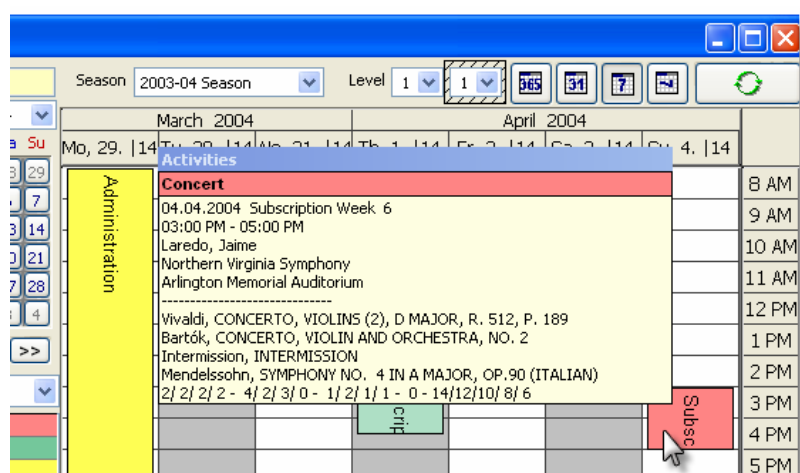 Season 2003-04 Season Level 1 1 365 31 7
March 2004 April 2004
Su Mo, 29. |14 4. |14
Activities
Concert
04.04.2004 Subscription Week 6
03:00 PM - 05:00 PM
Laredo, Jaime
Northern Virginia Symphony
Arlington Memorial Auditorium
------------------------------
Vivaldi, CONCERTO, VIOLINS (2), D MAJOR, R. 512, P. 189
Bartók, CONCERTO, VIOLIN AND ORCHESTRA, NO. 2
Intermission, INTERMISSION
Mendelssohn, SYMPHONY NO. 4 IN A MAJOR, OP.90 (ITALIAN)
2/ 2/ 2/ 2 - 4/ 2/ 3/ 0 - 1/ 2/ 1/ 1 - 0 - 14/12/10/ 8/ 6
Administration
29
7
14
21
28
4
>>
crip
Subsc
8 AM
9 AM
10 AM
11 AM
12 PM
1 PM
2 PM
3 PM
4 PM
5 PM